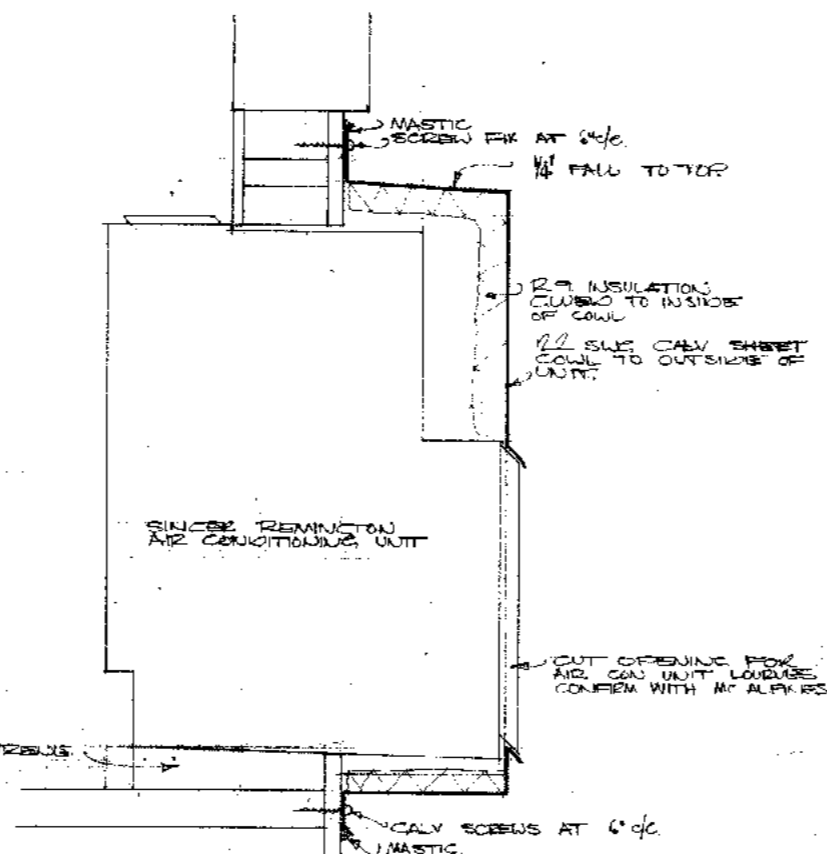 MASTIC
SCREW FIX AT 6" c/c.
1/4" FALL TO TOP
R9 INSULATION
GLUED TO INSIDE
OF COWL
22 SWG GALV SHEET
COWL TO OUTSIDE OF
UNIT.
SINGER REMINGTON
AIR CONDITIONING UNIT
CUT OPENING FOR
AIR CON UNIT LOUVRES
CONFIRM WITH MC ALPINES
GALV SCREWS AT 6" c/c
MASTIC